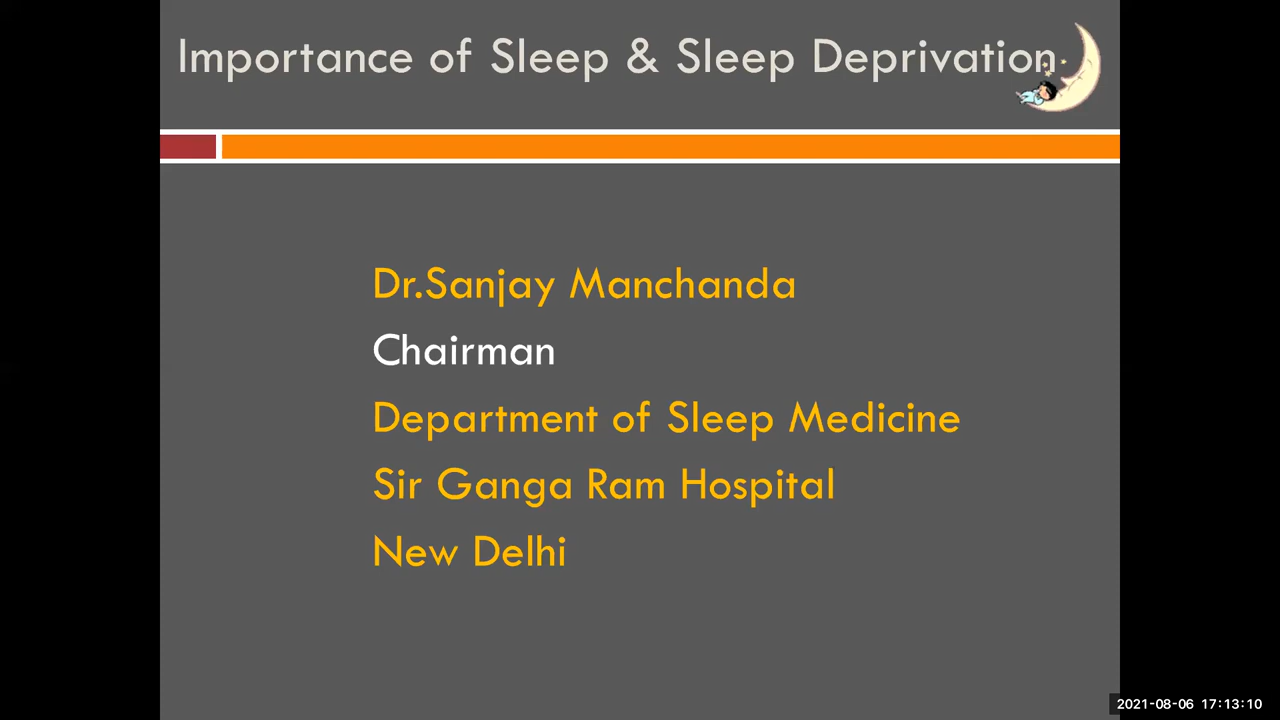 Importance of Sleep & Sleep Deprivation
Dr.Sanjay Manchanda
Chairman
Department of Sleep Medicine
Sir Ganga Ram Hospital
New Delhi
2021-08-06 17:13:10